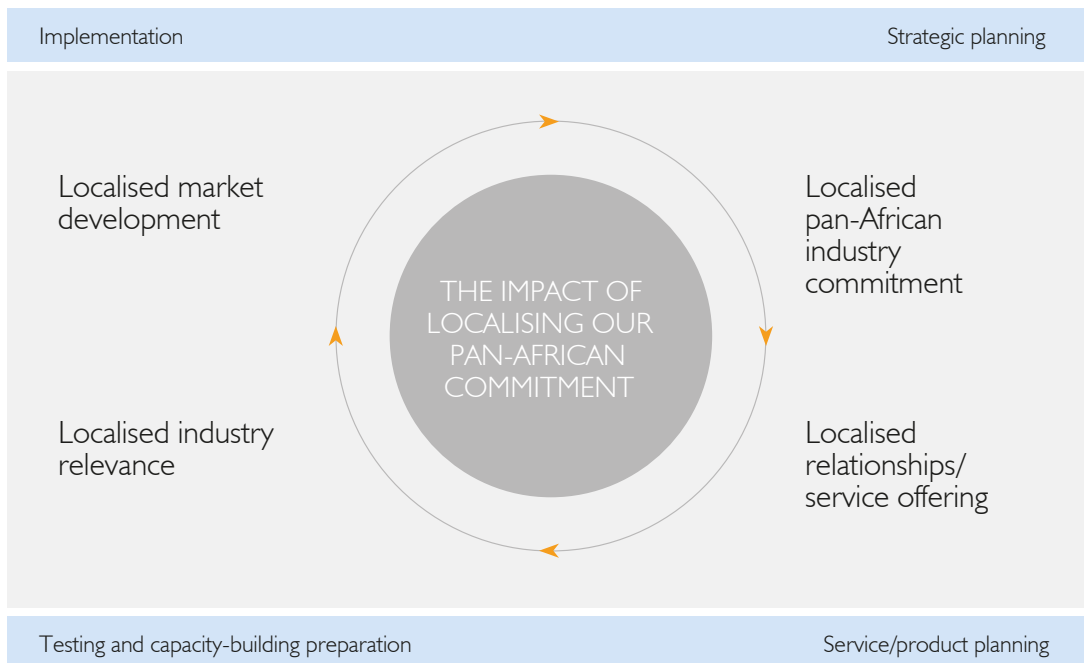 Implementation
Strategic planning
Localised market
development
Localised
pan-African
industry
commitment
THE IMPACT OF
LOCALISING OUR
PAN-AFRICAN
COMMITMENT
Localised industry
relevance
Localised
relationships/
service offering
Testing and capacity-building preparation
Service/product planning